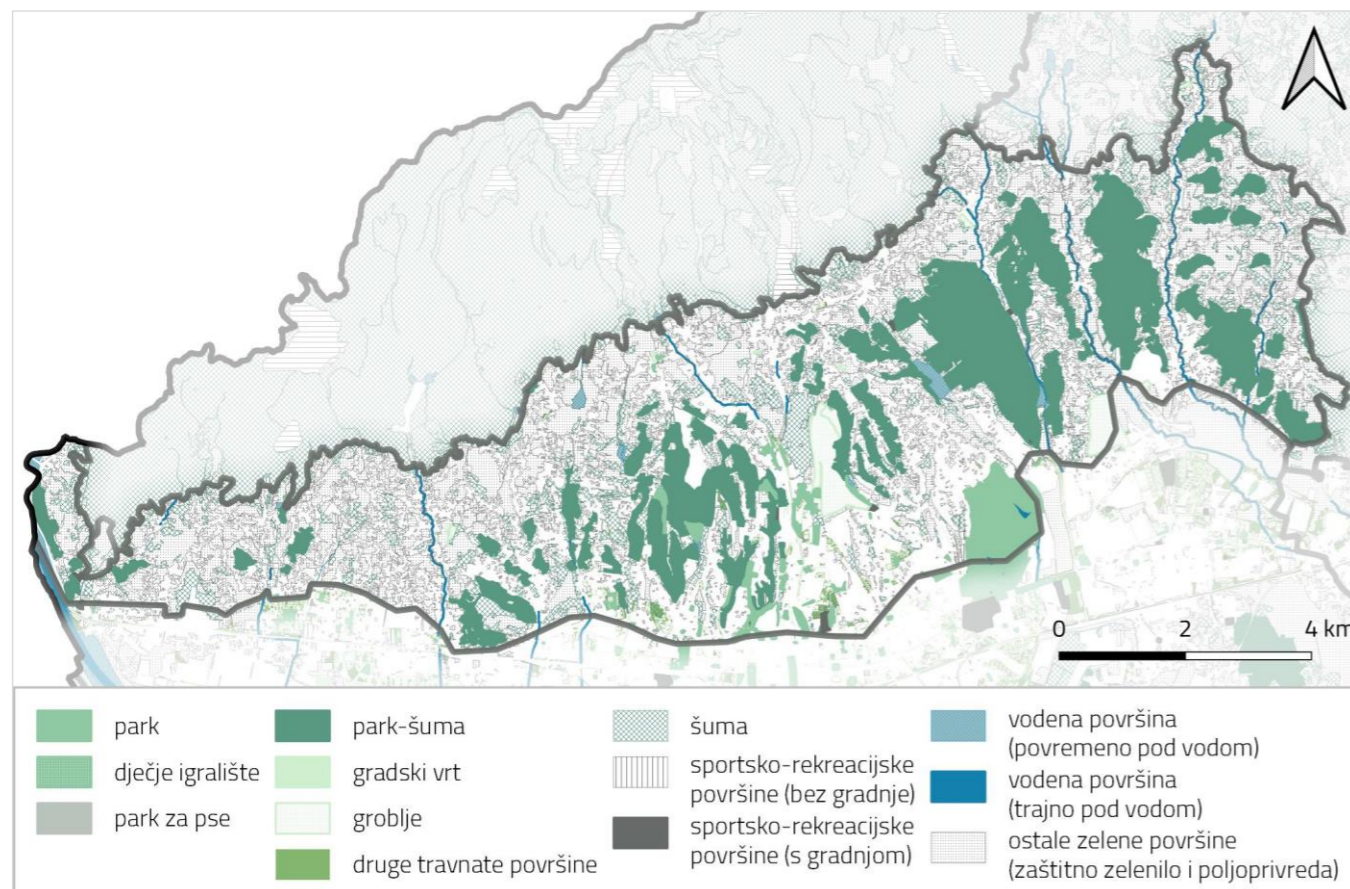 0 2 4 km
park
dječje igralište
park za pse
park-šuma
gradski vrt
groblje
druge travnate površine
šuma
sportsko-rekreacijske
površine (bez gradnje)
sportsko-rekreacijske
površine (s gradnjom)
vodena površina
(povremeno pod vodom)
vodena površina
(trajno pod vodom)
ostale zelene površine
(zaštitno zelenilo i poljoprivreda)